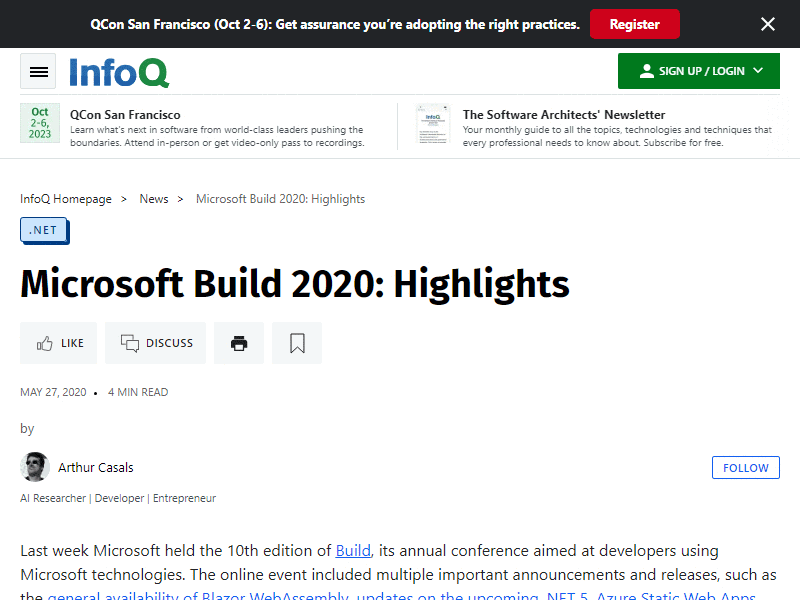 QCon San Francisco (Oct 2-6): Get assurance you’re adopting the right practices.
Register
InfoQ
SIGN UP / LOGIN
Oct
2-6,
2023
QCon San Francisco
Learn what's next in software from world-class leaders pushing the
boundaries. Attend in-person or get video-only pass to recordings.
The Software Architects' Newsletter
Your monthly guide to all the topics, technologies and techniques that
every professional needs to know about. Subscribe for free.
InfoQ Homepage > News > Microsoft Build 2020: Highlights
.NET
Microsoft Build 2020: Highlights
LIKE
DISCUSS
MAY 27, 2020 • 4 MIN READ
by
Arthur Casals
FOLLOW
AI Researcher | Developer | Entrepreneur
Last week Microsoft held the 10th edition of Build, its annual conference aimed at developers using
Microsoft technologies. The online event included multiple important announcements and releases, such as
the general availability of Blazor WebAssembly, updates on the upcoming .NET 5, Azure Static Web Apps,